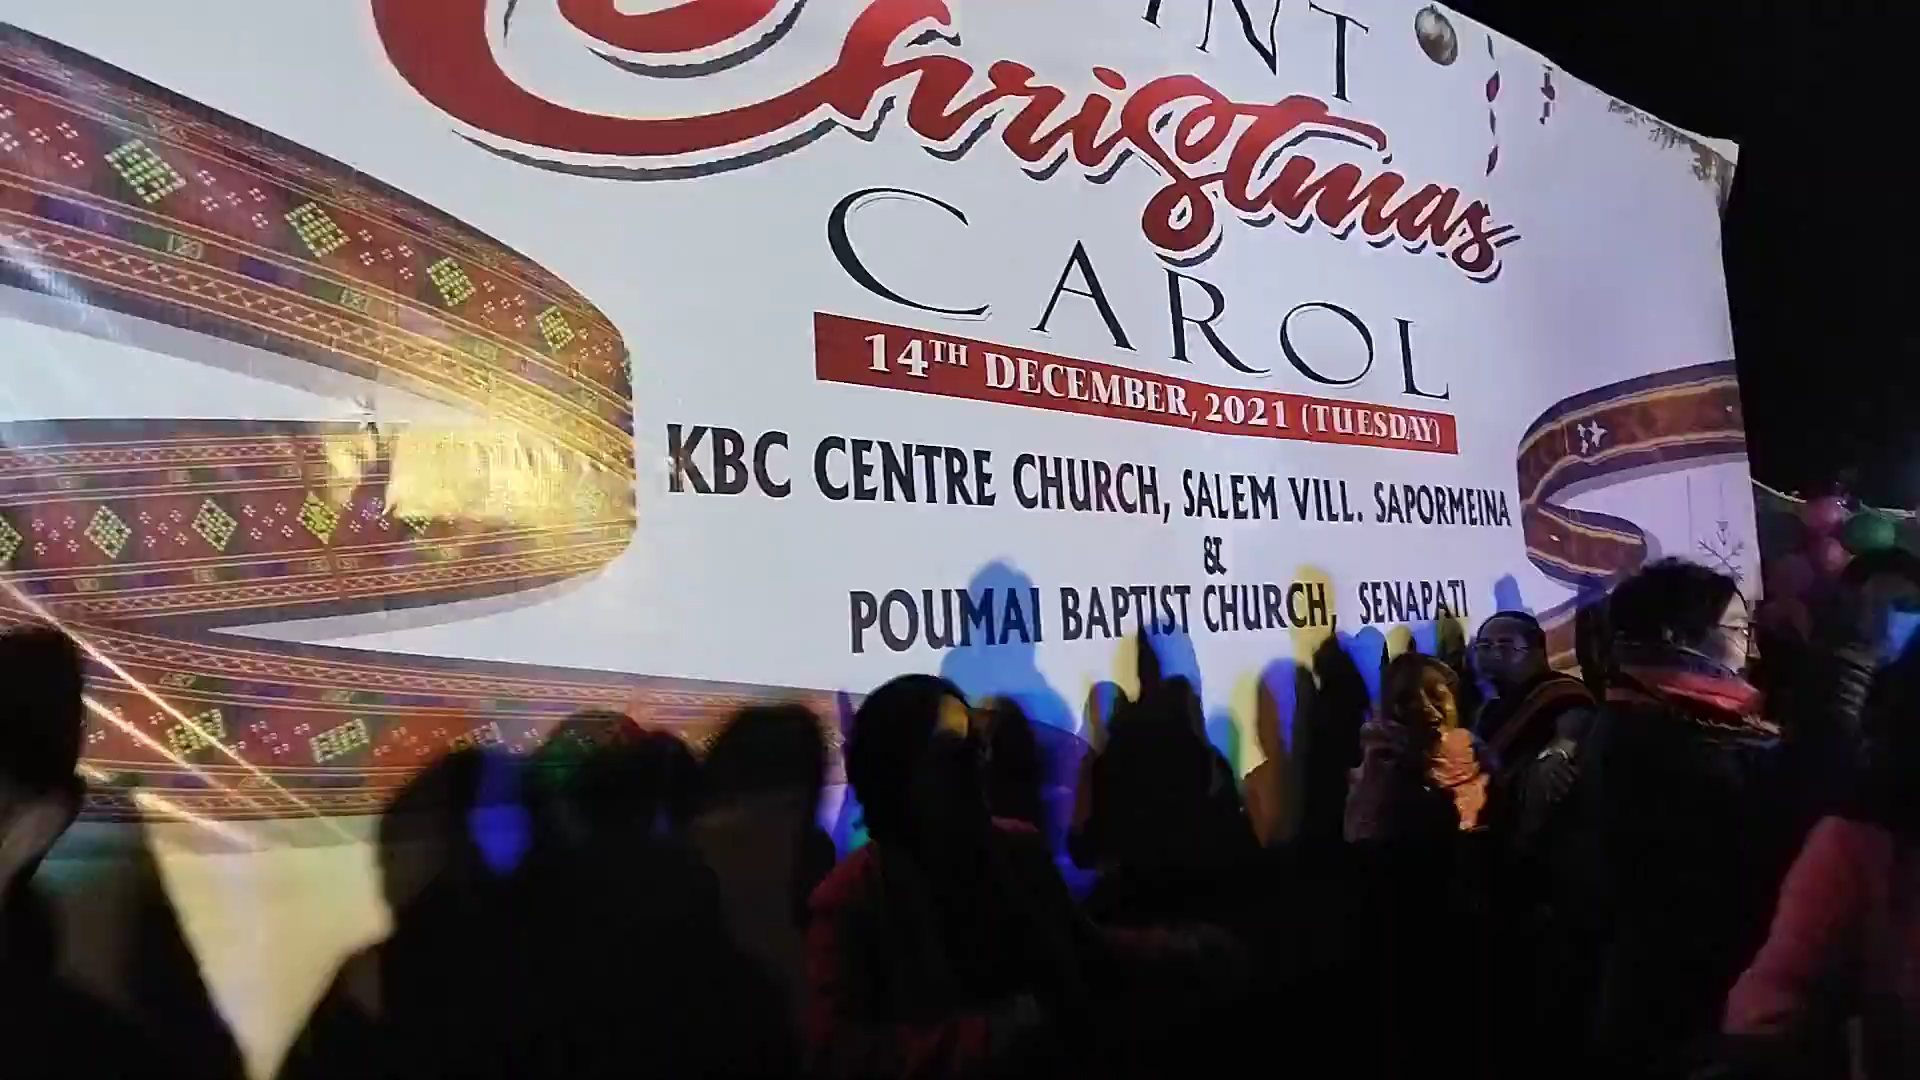 Christmas
CAROL
14TH DECEMBER, 2021 (TUESDAY)
KBC CENTRE CHURCH, SALEM VILL. SAPORMEINA
&
POUMAI BAPTIST CHURCH, SENAPATI